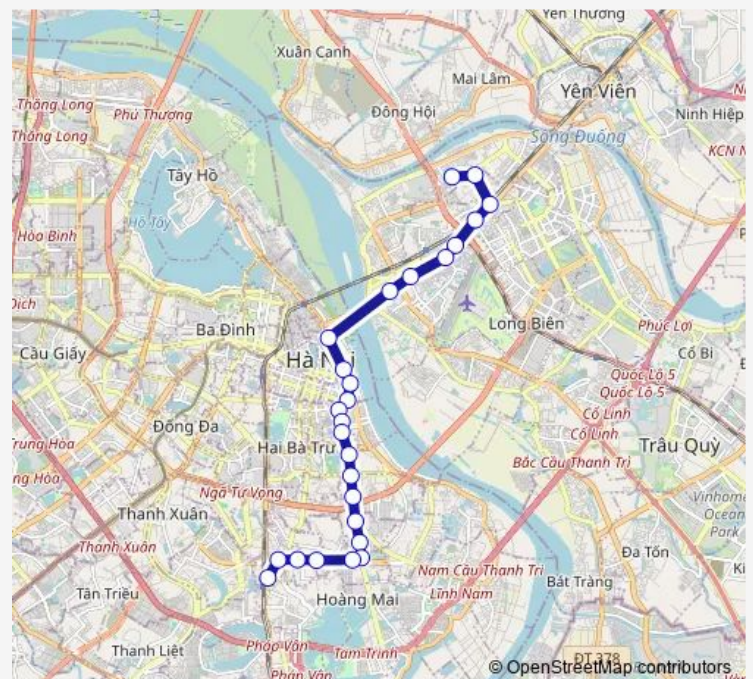 Yên Thường
Xuân Canh
Mai Lâm
Yên Viên
Thăng Long
Phú Thượng
Đông Hội
Ninh Hiệp
Thăng Long
Sông Đuống
KCN N
Tây Hồ
Hồ Tây
Hòa Bình
Dịch
Ba Đình
Long Biên
Phúc Lợi
Cầu Giấy
Hà N i
Cổ Bi
Quốc Lộ 5
Quốc Lộ 5
Cổ Linh
Đống Đa
Cổ Linh
Trung Hòa
Hai Bà Trư
Trâu Quỳ
Bắc Cầu Thanh Trì
ng Hòa
Ngã Tư Vọng
Thanh Xuân
Vinhome
Ocean
Park
Thanh Xuân
Đa Tốn
Nam Cầu Thanh Trì
Ki
Tân Triều
Hoàng Mai
Lĩnh Nam
Bát Tràng
Thanh Liệt
Pháp Vân
Tam Trinh
ĐT.378
Pháp Vân
© OpenStreetMap contributors